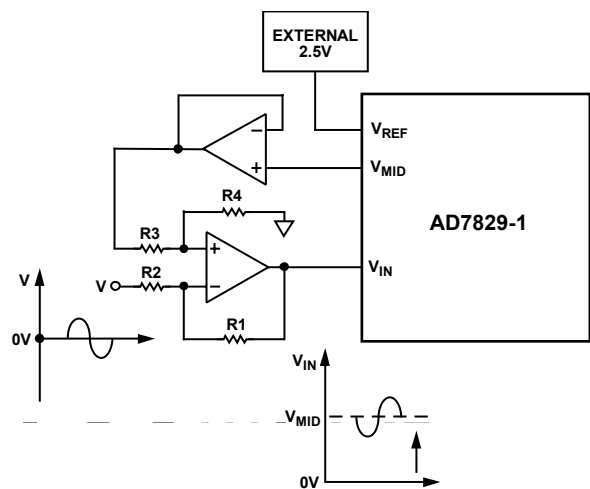 EXTERNAL
2.5V
VREF
VMID
AD7829-1
R4
R3
R2
V
VIN
R1
V
0V
VIN
VMID
0V